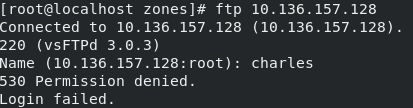 [root@localhost zones]# ftp 10.136.157.128
Connected to 10.136.157.128 (10.136.157.128).
220 (vsFTPd 3.0.3)
Name (10.136.157.128:root): charles
530 Permission denied.
Login failed.